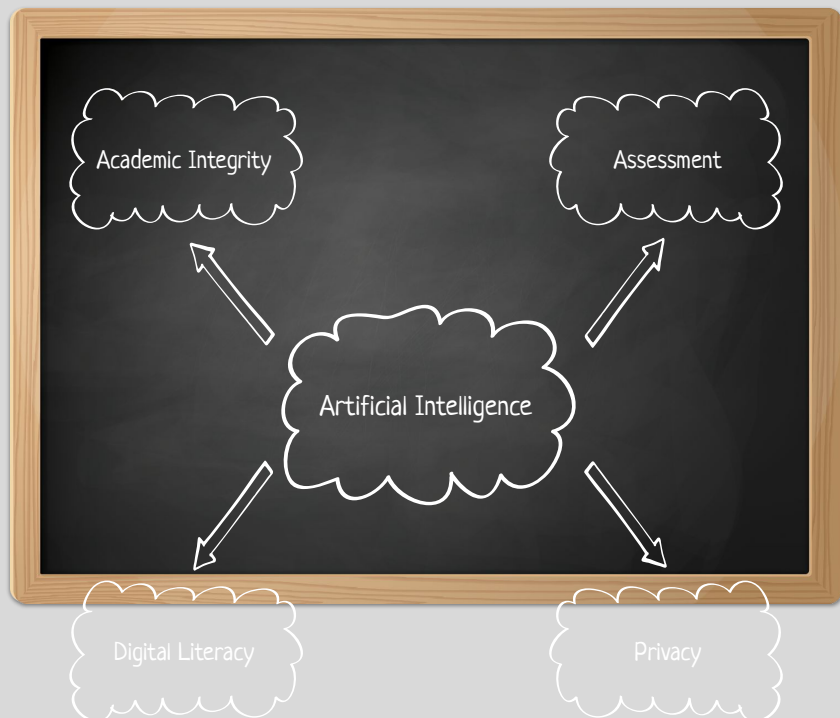 Academic Integrity
Assessment
Artificial Intelligence
Digital Literacy
Privacy